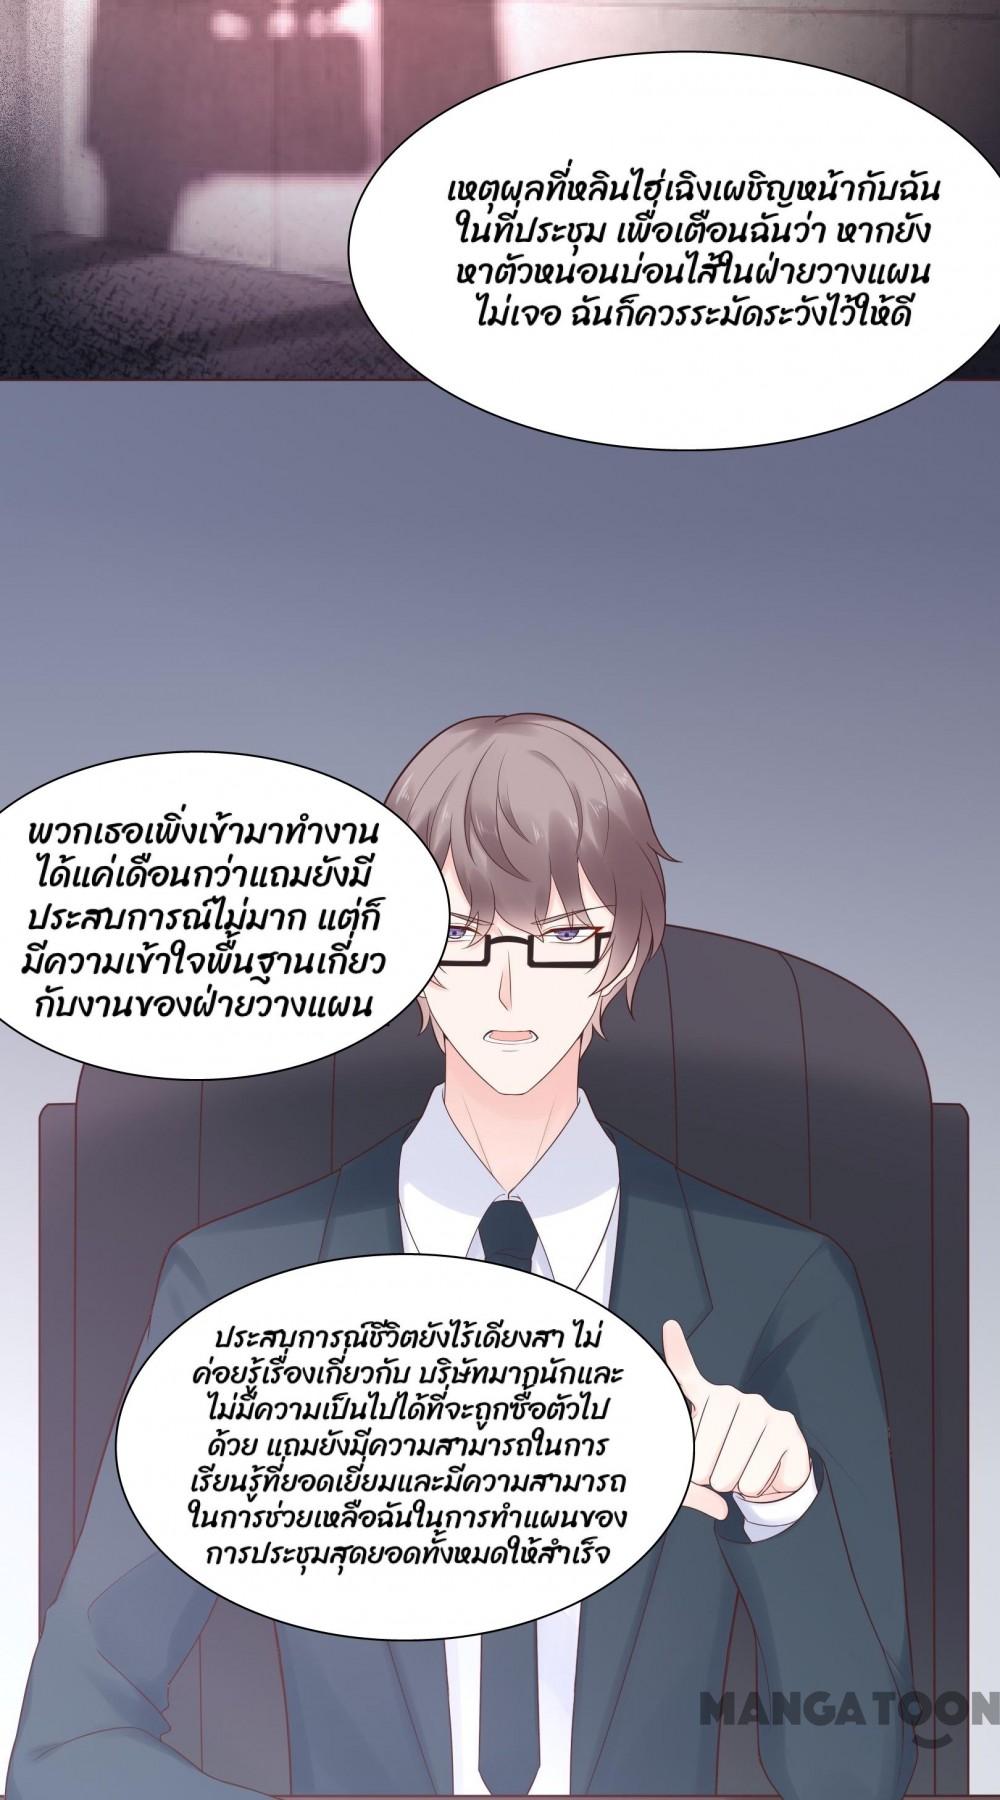 เหตุผลที่หลินไฮ่เฉิงเผชิญหน้ากับฉัน
ในที่ประชุม เพื่อเตือนฉันว่า หากยัง
หาตัวหนอนบ่อนไส้ในฝ่ายวางแผน
ไม่เจอ ฉันก็ควรระมัดระวังไว้ให้ดี
พวกเธอเพิ่งเข้ามาทำงาน
ได้แค่เดือนกว่าแถมยังมี
ประสบการณ์ไม่มาก แต่ก็
มีความเข้าใจพื้นฐานเกี่ยว
กับงานของฝ่ายวางแผน
ประสบการณ์ชีวิตยังไร้เดียงสา ไม่
ค่อยรู้เรื่องเกี่ยวกับ บริษัทมากนักและ
ไม่มีความเป็นไปได้ที่จะถูกซื้อตัวไป
ด้วย แถมยังมีความสามารถในการ
เรียนรู้ที่ยอดเยี่ยมและมีความสามารถ
ในการช่วยเหลือฉันในการทำแผนของ
การประชุมสุดยอดทั้งหมดให้สำเร็จ
MANGATOON